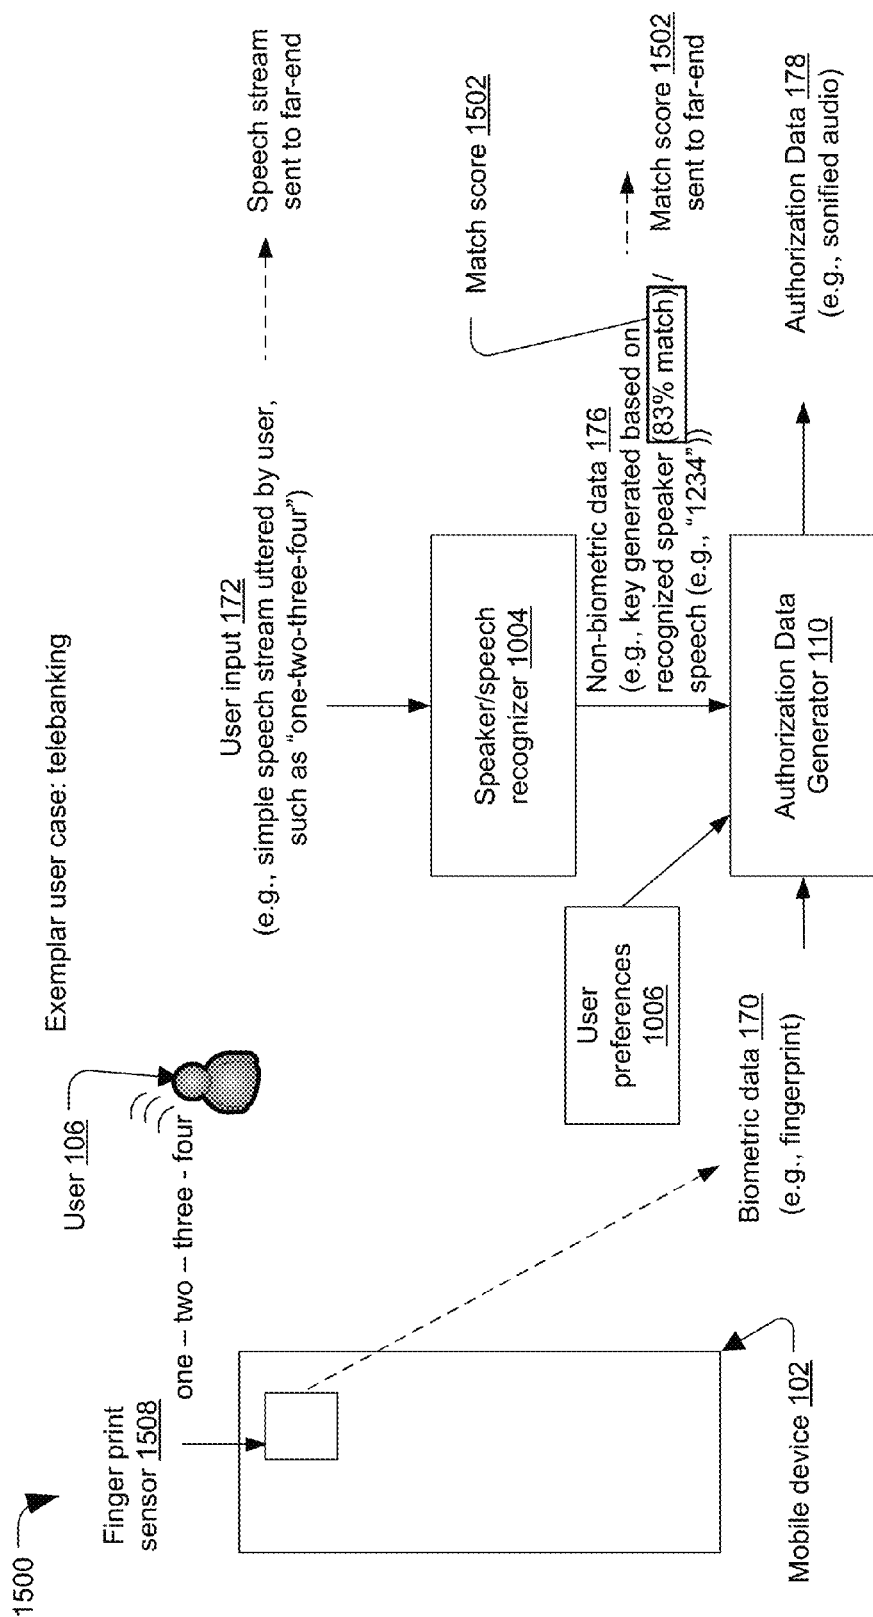 1500
Exemplar user case: telebanking
User 106
Finger print
sensor 1508
one – two – three - four
Mobile device 102
User input 172
(e.g., simple speech stream uttered by user,
such as “one-two-three-four”)
Speech stream
sent to far-end
Speaker/speech
recognizer 1004
Match score 1502
Non-biometric data 176
(e.g., key generated based on
recognized speaker (83% match) /
speech (e.g., “1234”))
Match score 1502
sent to far-end
User
preferences
1006
Biometric data 170
(e.g., fingerprint)
Authorization Data
Generator 110
Authorization Data 178
(e.g., sonified audio)